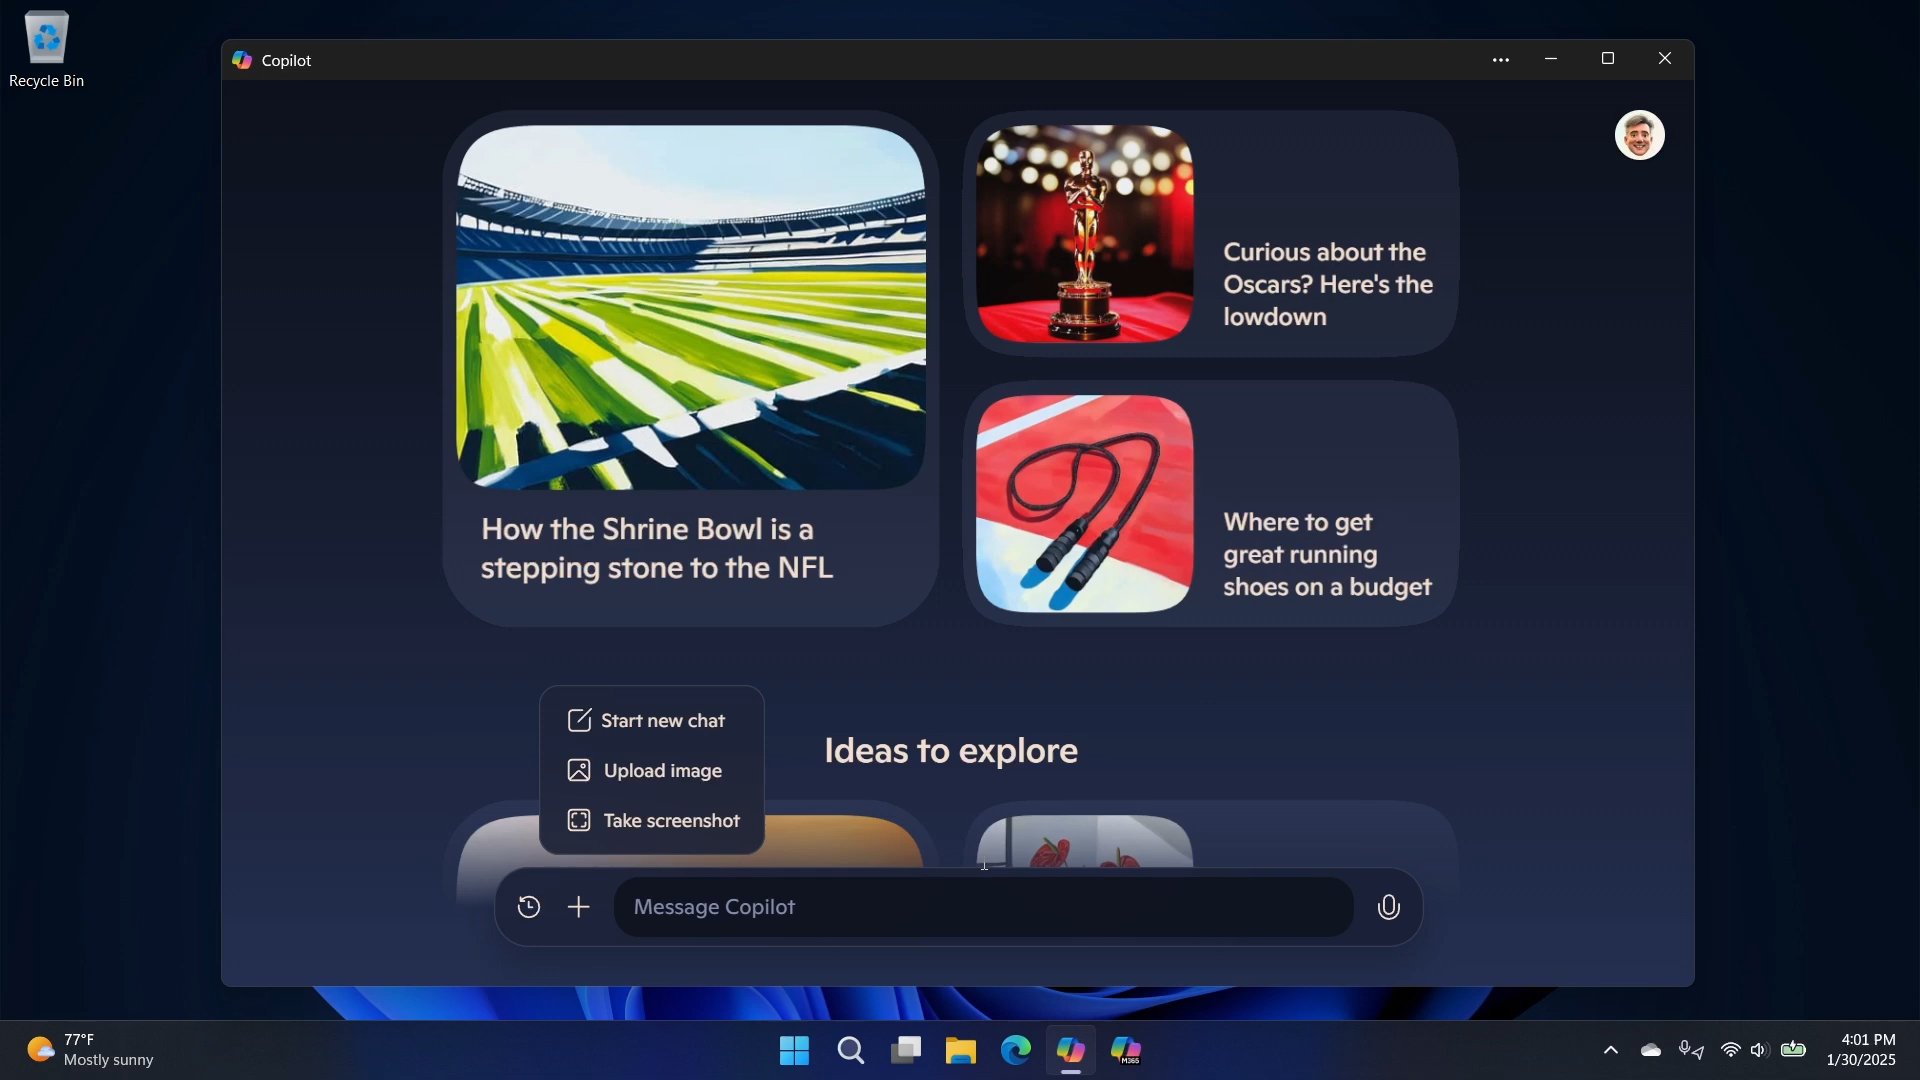 Recycle Bin
Copilot
How the Shrine Bowl is a
stepping stone to the NFL
Curious about the
Oscars? Here's the
lowdown
Where to get
great running
shoes on a budget
Start new chat
Upload image
Take screenshot
Ideas to explore
Message Copilot
77°F
Mostly sunny
M365
4:01 PM
1/30/2025